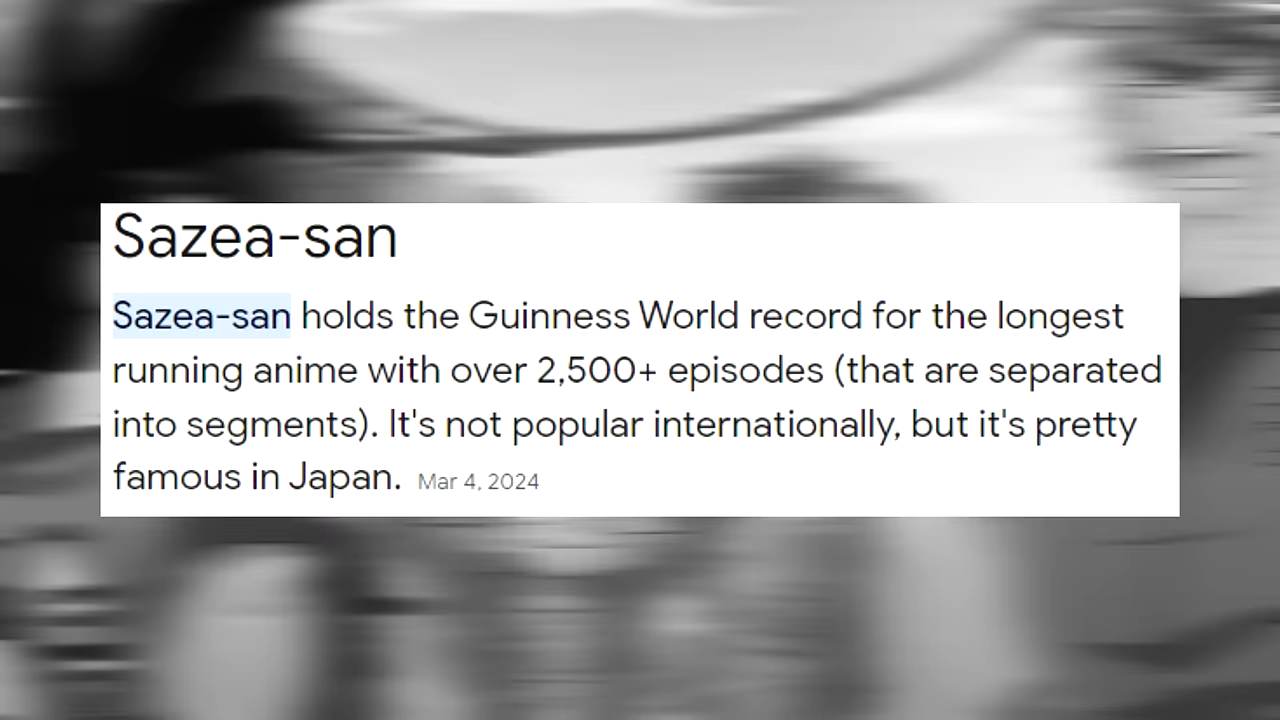 Sazea-san
Sazea-san holds the Guinness World record for the longest
running anime with over 2,500+ episodes (that are separated
into segments). It's not popular internationally, but it's pretty
famous in Japan. Mar 4, 2024